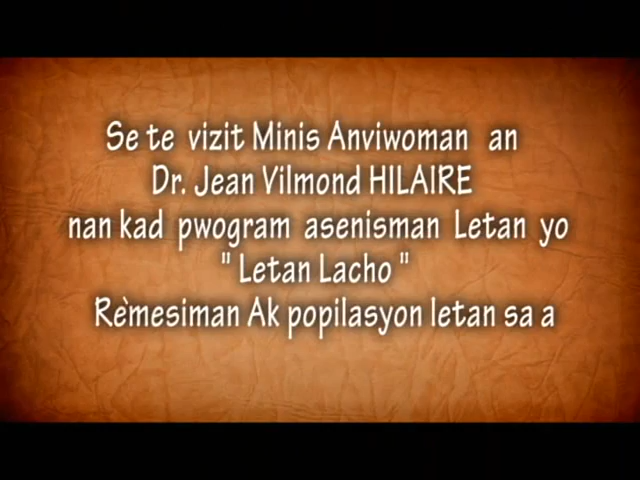 Se te vizit Minis Anviwoman an
Dr. Jean Vilmond HILAIRE
nan kad pwogram asenisman Letan yo
" Letan Lacho "
Rèmesiman Ak popilasyon letan sa a